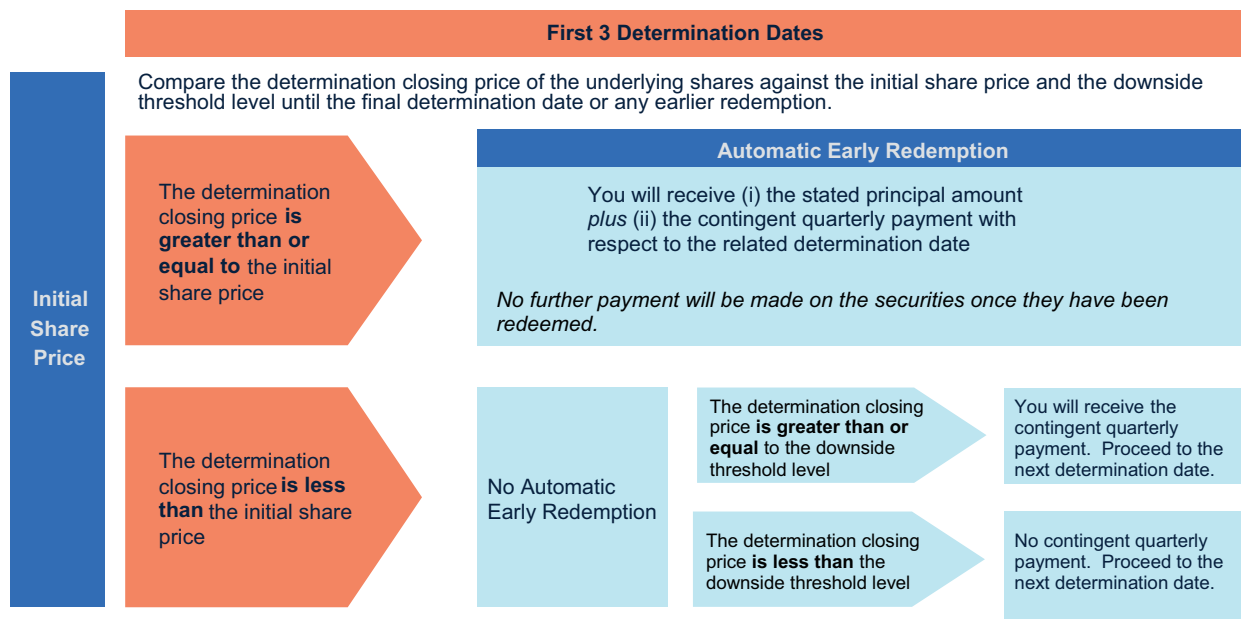 First 3 Determination Dates
Compare the determination closing price of the underlying shares against the initial share price and the downside
threshold level until the final determination date or any earlier redemption.
Initial
Share
Price
The determination
closing price is
greater than or
equal to the initial
share price
Automatic Early Redemption
You will receive (i) the stated principal amount
plus (ii) the contingent quarterly payment with
respect to the related determination date
No further payment will be made on the securities once they have been
redeemed.
The determination
closing price is less
than the initial share
price
No Automatic
Early Redemption
The determination closing
price is greater than or
equal to the downside
threshold level
You will receive the
contingent quarterly
payment. Proceed to the
next determination date.
The determination closing
price is less than the
downside threshold level
No contingent quarterly
payment. Proceed to the
next determination date.